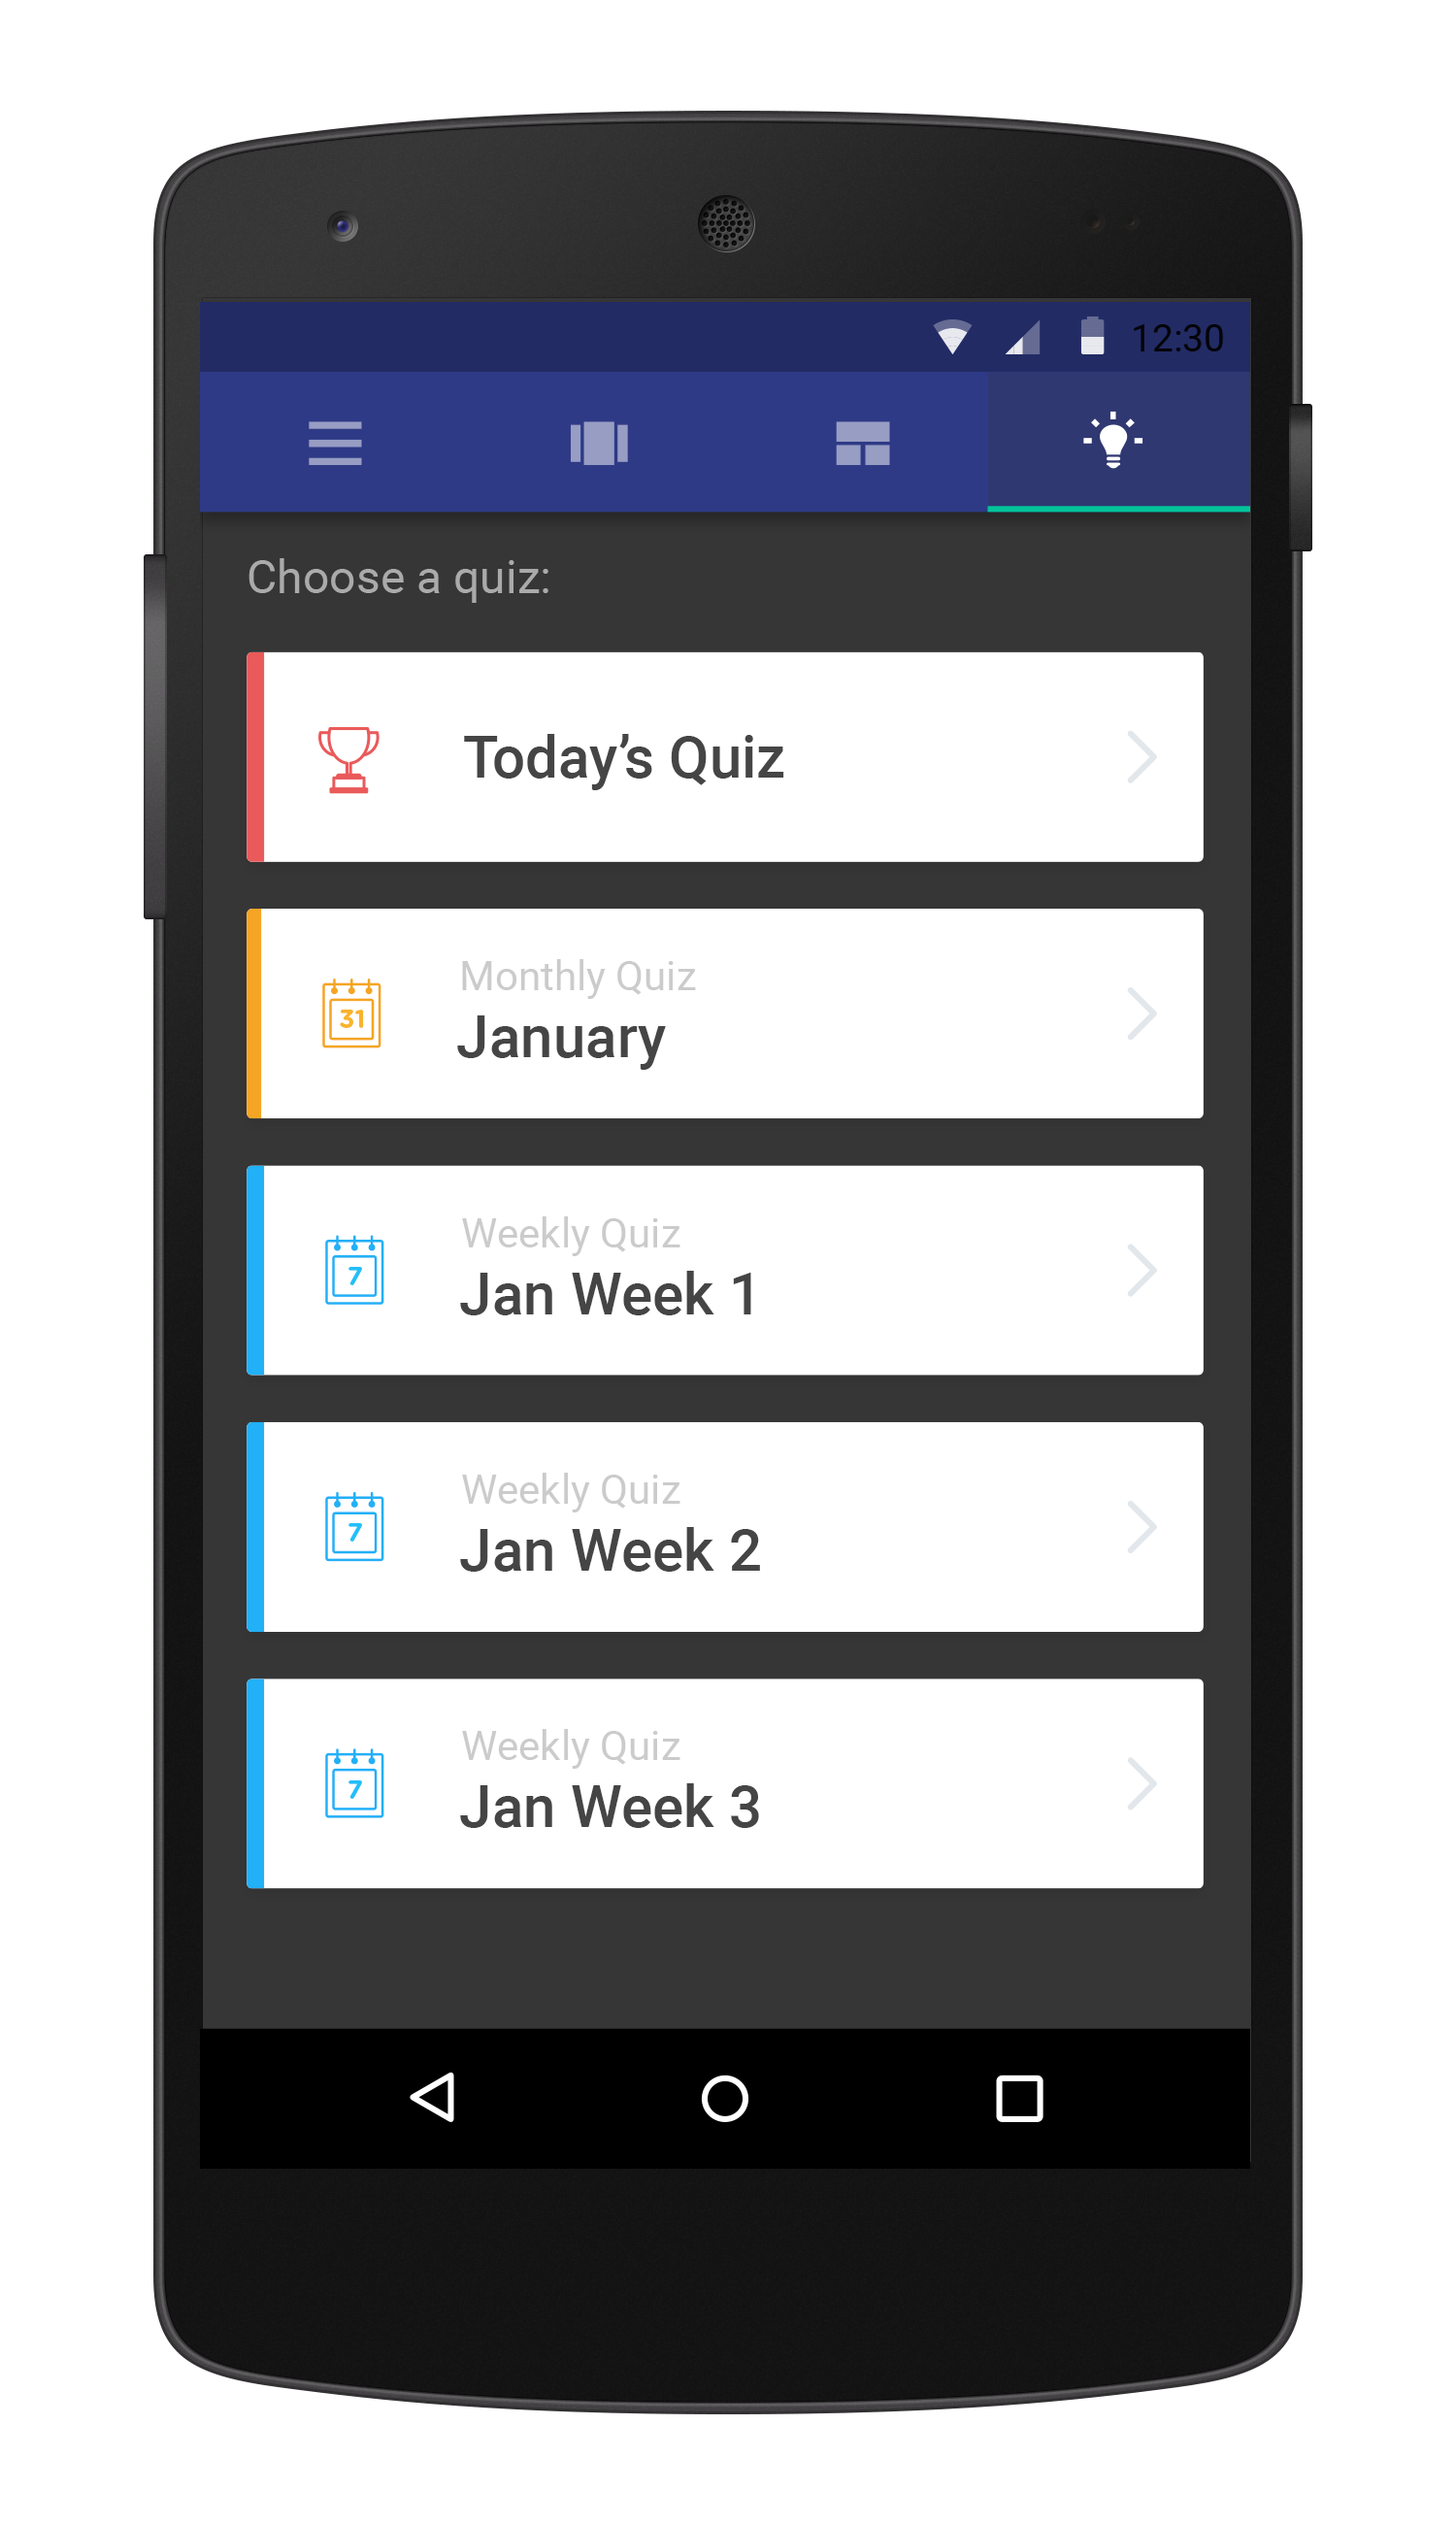 12:30
Choose a quiz:
Today’s Quiz
31
Monthly Quiz
January
7
Weekly Quiz
Jan Week 1
7
Weekly Quiz
Jan Week 2
7
Weekly Quiz
Jan Week 3